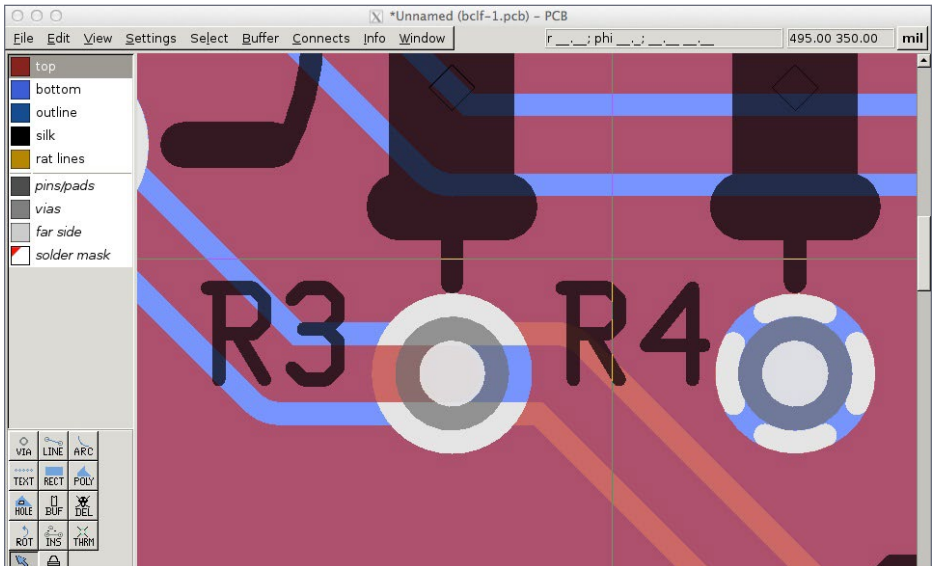 *Unnamed (bclf-1.pcb) – PCB
File Edit View Settings Select Buffer Connects Info Window r __.__; phi __._; __.__ __.__ 495.00 350.00 mil
top
bottom
outline
silk
rat lines
pins/pads
vias
far side
solder mask
R3 R4
VIA LINE ARC
TEXT RECT POLY
HOLE BUF DEL
ROT INS THRM